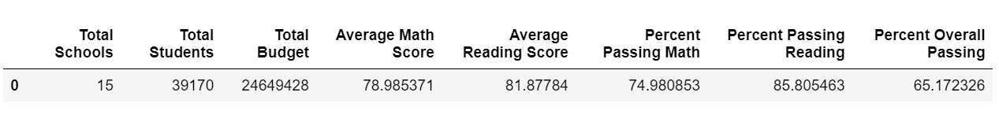 Total Total Total Average Math Average Percent Percent Passing Percent Overall
Schools Students Budget Score Reading Score Passing Math Reading Passing
0 15 39170 24649428 78.985371 81.87784 74.980853 85.805463 65.172326